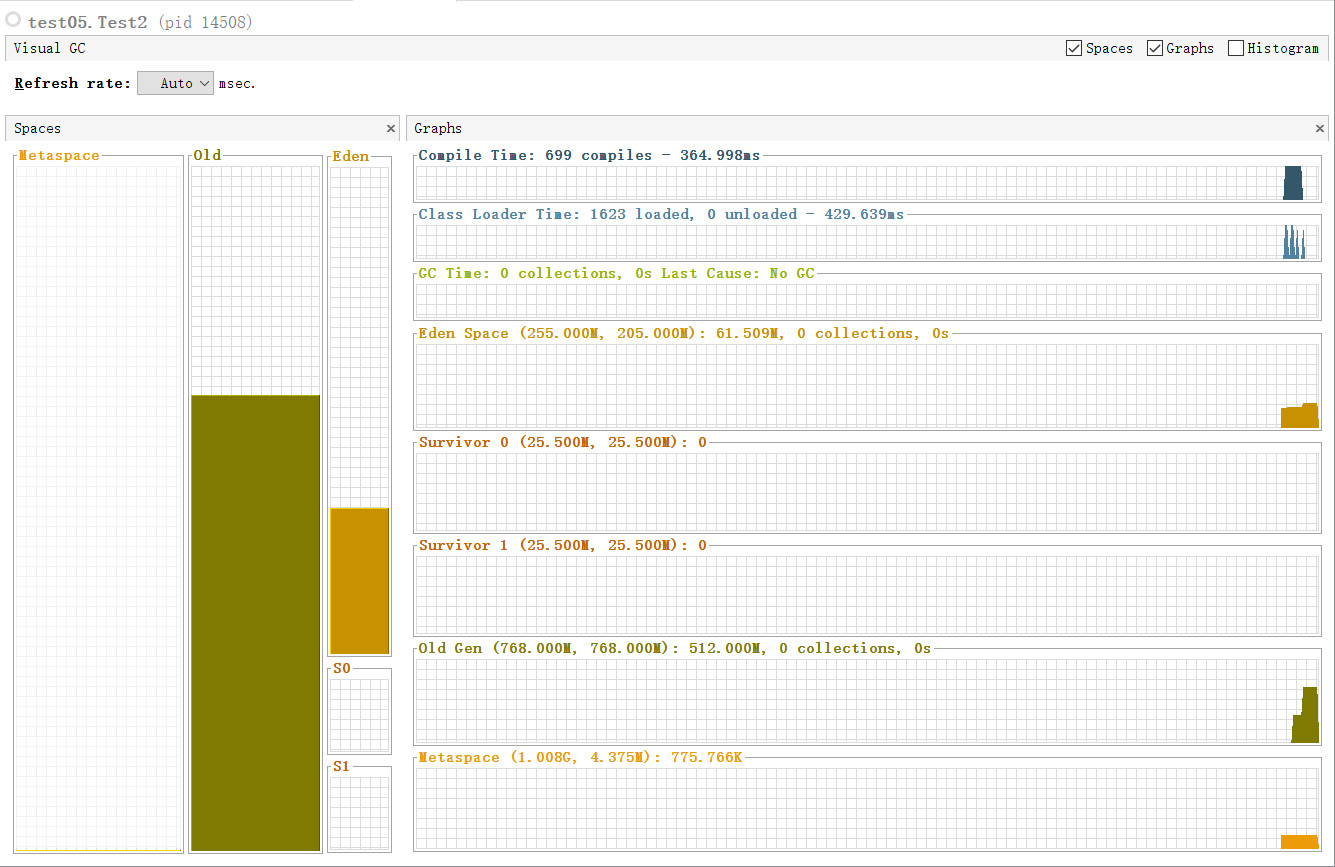 test05.Test2 (pid 14508)
Visual GC
Spaces Graphs Histogram
Refresh rate: Auto msec.
Spaces
Metaspace
Old
Eden
S0
S1
Graphs
Compile Time: 699 compiles - 364.998ms
Class Loader Time: 1623 loaded, 0 unloaded - 429.639ms
GC Time: 0 collections, 0s Last Cause: No GC
Eden Space (255.000M, 205.000M): 61.509M, 0 collections, 0s
Survivor 0 (25.500M, 25.500M): 0
Survivor 1 (25.500M, 25.500M): 0
Old Gen (768.000M, 768.000M): 512.000M, 0 collections, 0s
Metaspace (1.008G, 4.375M): 775.766K